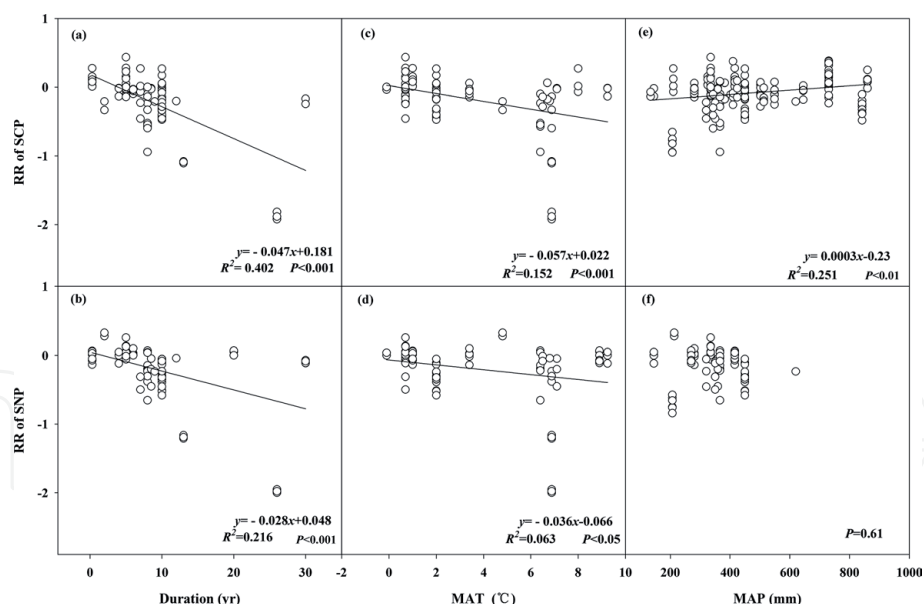 1
(a)
(c)
(e)
0
RR of SCP
-1
-2
y= - 0.047x+0.181
R²= 0.402 P<0.001
y= - 0.057x+0.022
R²=0.152 P<0.001
y= 0.0003x-0.23
R²=0.251 P<0.01
1
(b)
(d)
(f)
0
RR of SNP
-1
-2
y= - 0.028x+0.048
R²=0.216 P<0.001
y= - 0.036x-0.066
R²=0.063 P<0.05
P=0.61
0 10 20 30 -2 0 2 4 6 8 10 200 400 600 800 1000
Duration (yr) MAT (℃) MAP (mm)